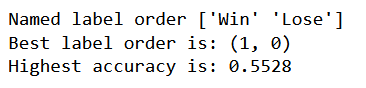 Named label order ['Win' 'Lose']
Best label order is: (1, 0)
Highest accuracy is: 0.5528